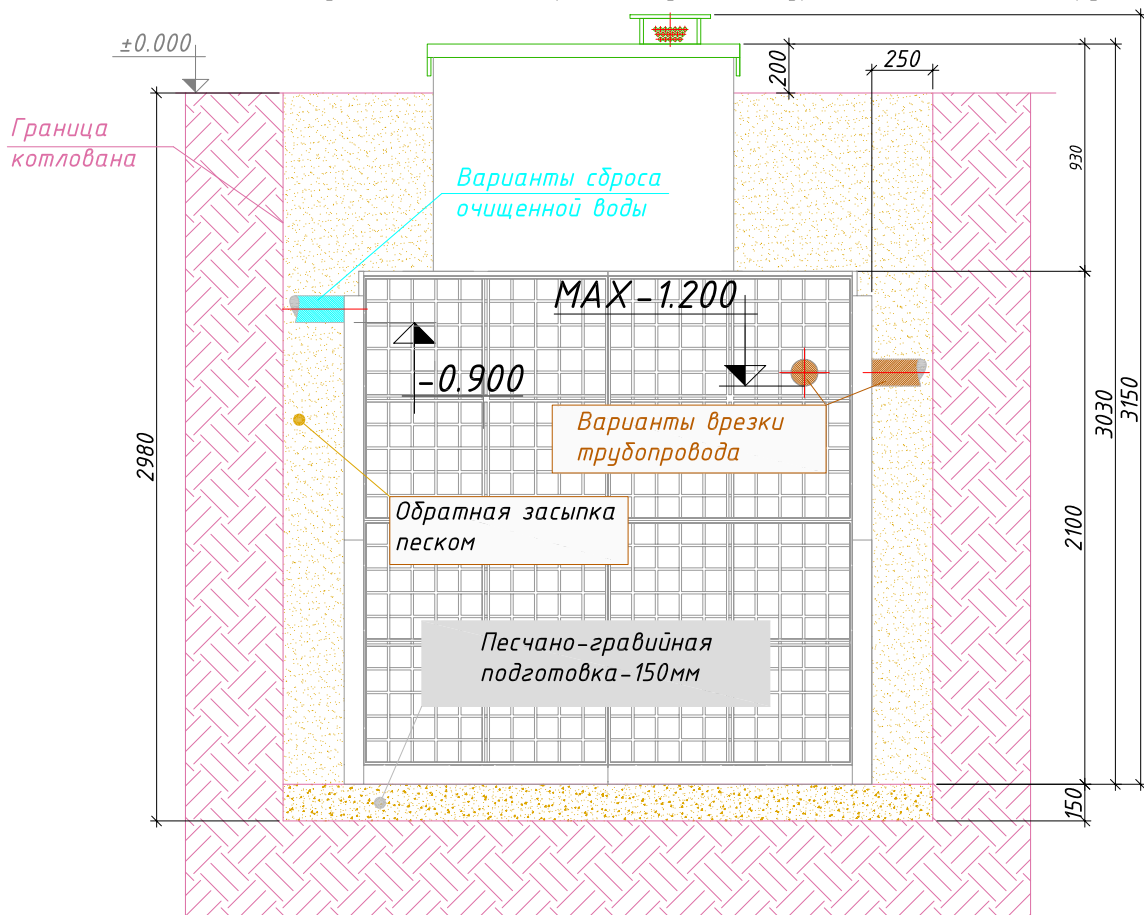 ±0.000
200
250
Граница
котлована
930
Варианты сброса
очищенной воды
MAX-1.200
-0.900
3030
3150
Варианты врезки
трубопровода
2980
Обратная засыпка
песком
2100
Песчано-гравийная
подготовка-150мм
150